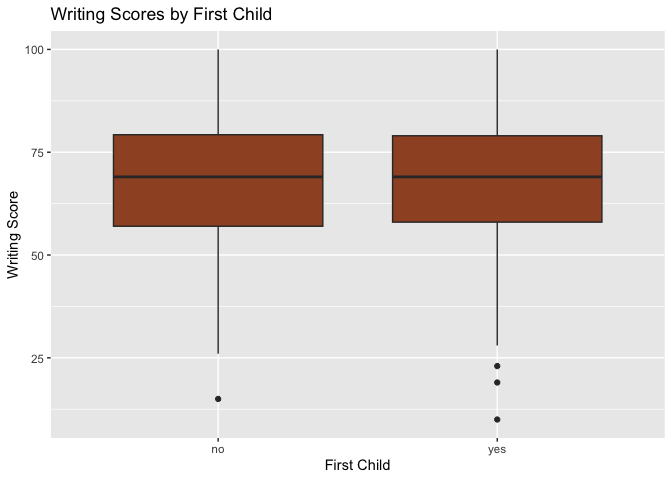 Writing Scores by First Child
100
75
50
25
Writing Score
no
yes
First Child